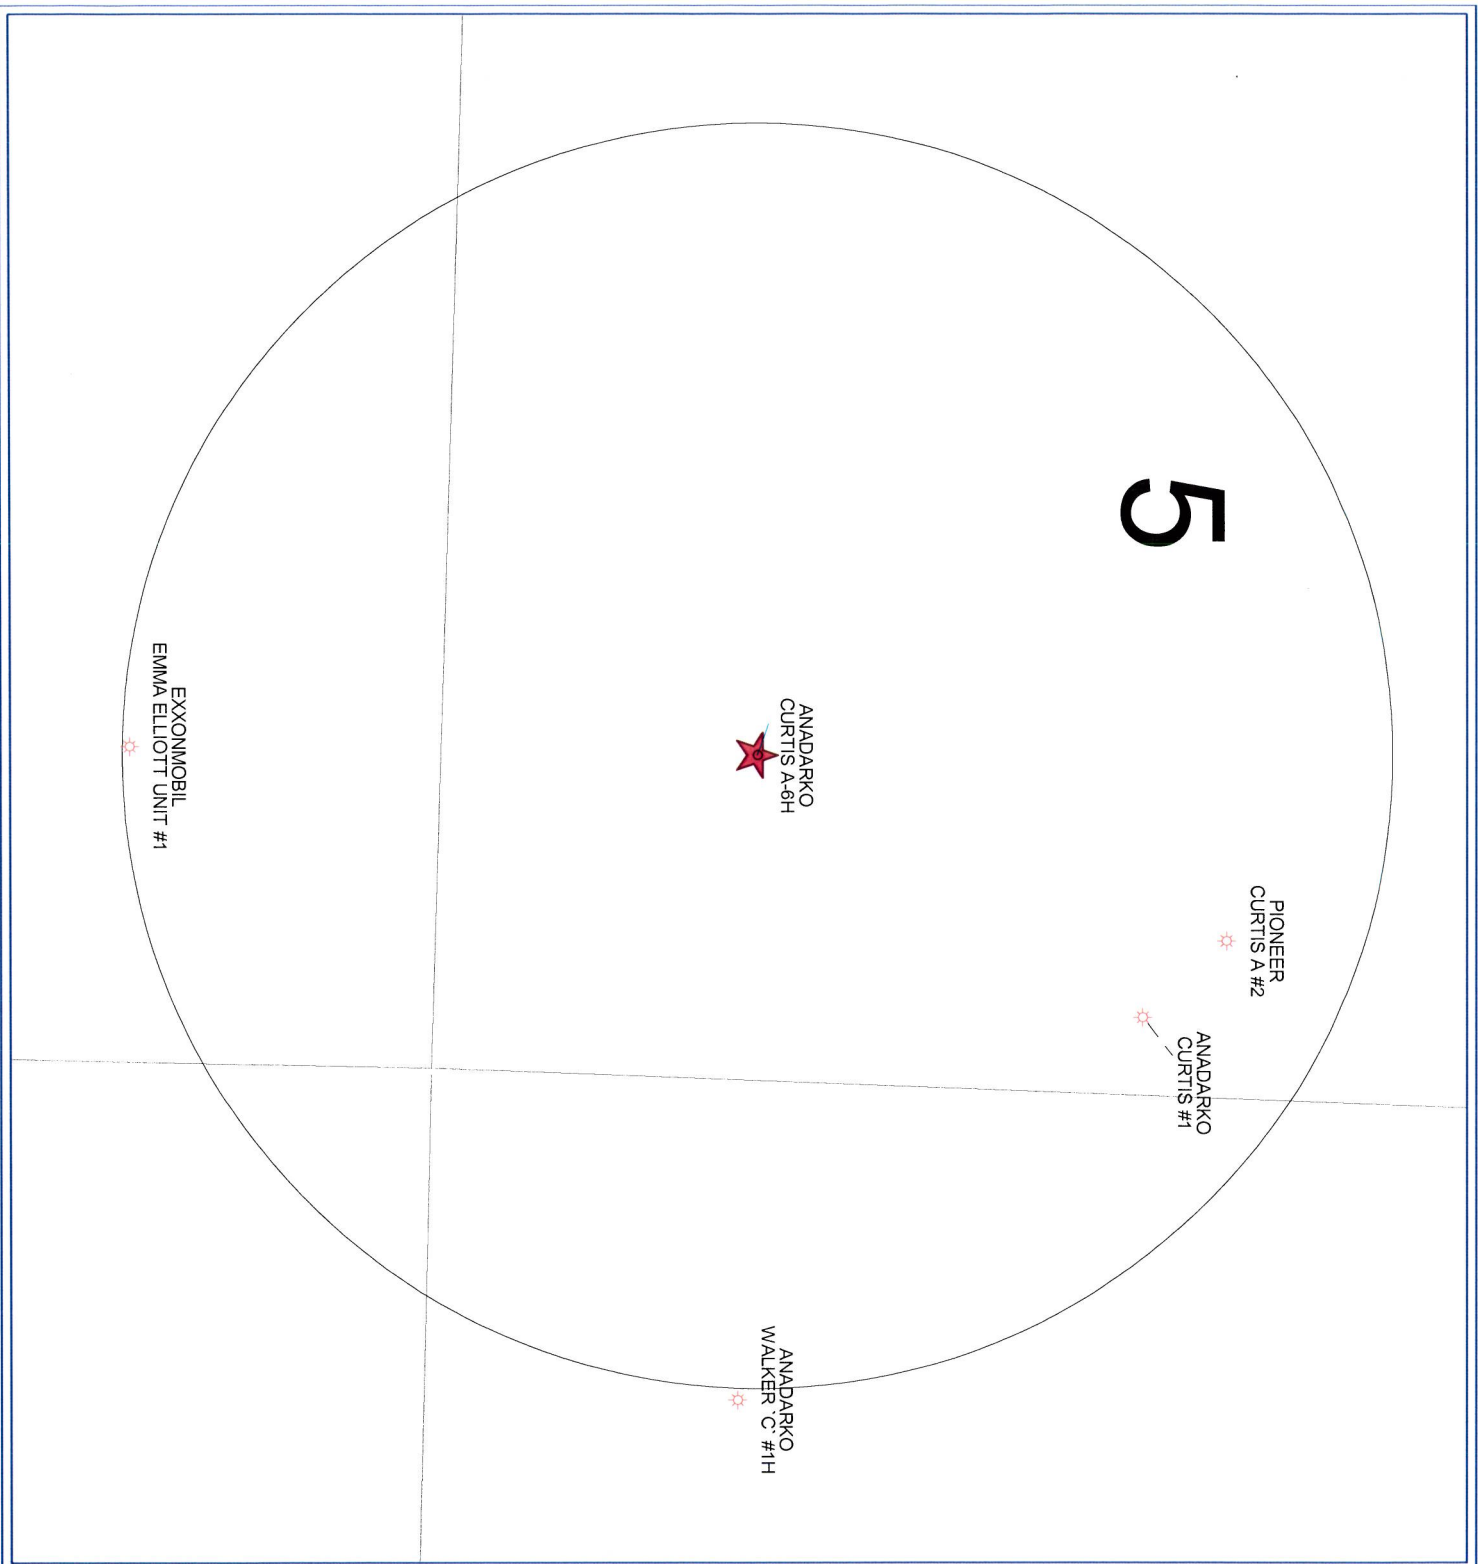 5
PIONEER
CURTIS A #2
ANADARKO
CURTIS #1
ANADARKO
CURTIS A-6H
ANADARKO
WALKER `C` #1H
EXXONMOBIL
EMMA ELLIOTT UNIT #1